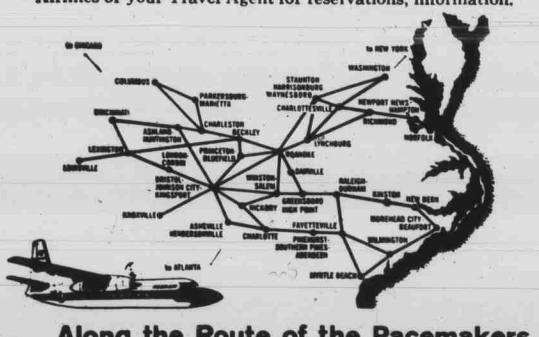 Airlines or your Travel Agent for reservations, information.
to CHICAGO
to NEW YORK
WASHINGTON
COLUMBUS
STAUNTON
HARRISONBURG
WAYNESBORO
PARKERSBURG-
MARIETTA
CHARLOTTESVILLE
NEWPORT NEWS-
HAMPTON
CINCINNATI
RICHMOND
CHARLESTON
NORFOLK
ASHLAND
HUNTINGTON
BECKLEY
LYNCHBURG
LEXINGTON
PRINCETON-
BLUEFIELD
ROANOKE
LOUISVILLE
LONDON
CORBIN
DANVILLE
BRISTOL
JOHNSON CITY-
KINGSPORT
WINSTON-
SALEM
RALEIGH-
DURHAM
KINSTON
NEW BERN
HICKORY
GREENSBORO
HIGH POINT
KNOXVILLE
MOREHEAD CITY-
BEAUFORT
ASHEVILLE
HENDERSONVILLE
FAYETTEVILLE
CHARLOTTE
WILMINGTON
PINEHURST-
SOUTHERN PINES-
ABERDEEN
to ATLANTA
MYRTLE BEACH
Along the Route of the Pacemakers